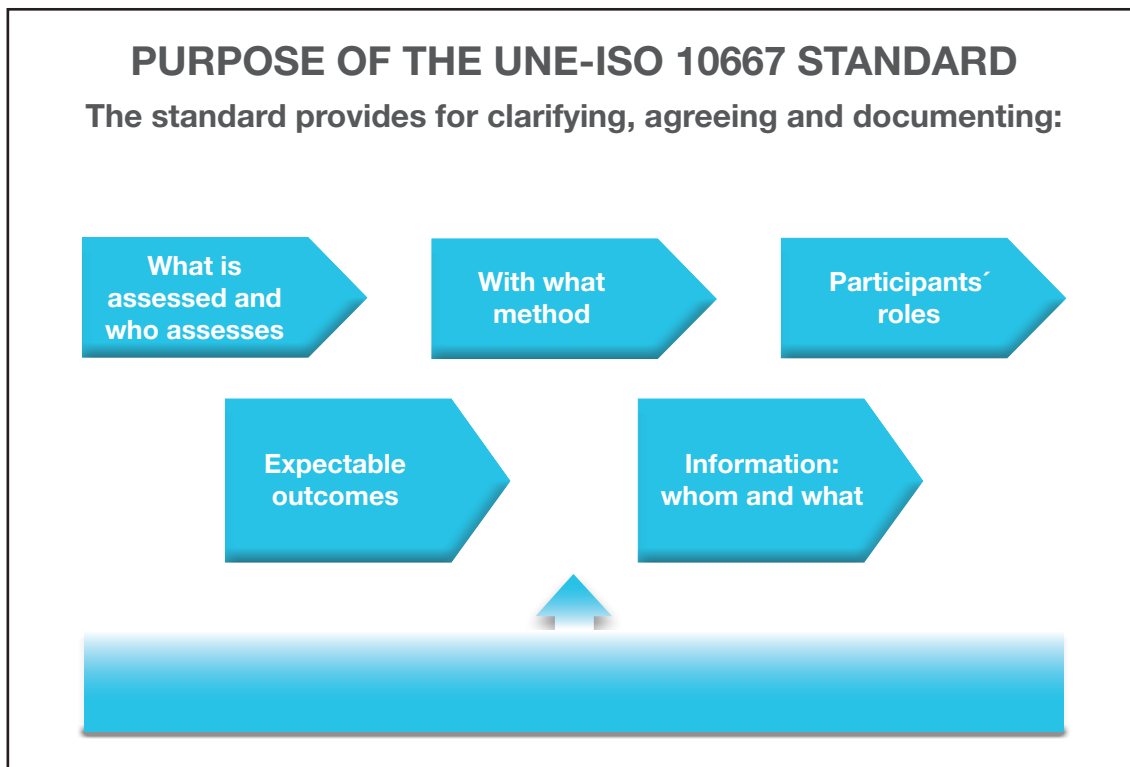 PURPOSE OF THE UNE-ISO 10667 STANDARD
The standard provides for clarifying, agreeing and documenting:
What is
assessed and
who assesses
With what
method
Participants´
roles
Expectable
outcomes
Information:
whom and what